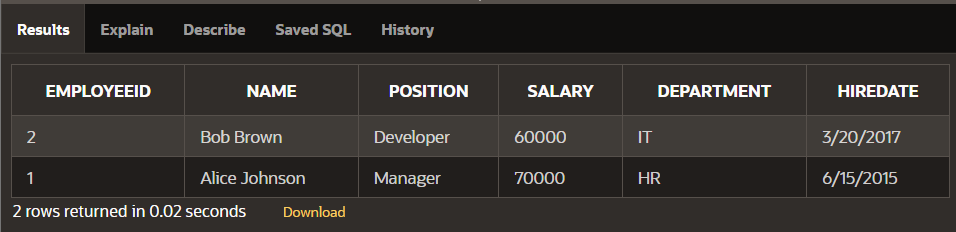 Results Explain Describe Saved SQL History
EMPLOYEEID NAME POSITION SALARY DEPARTMENT HIREDATE
2 Bob Brown Developer 60000 IT 3/20/2017
1 Alice Johnson Manager 70000 HR 6/15/2015
2 rows returned in 0.02 seconds Download